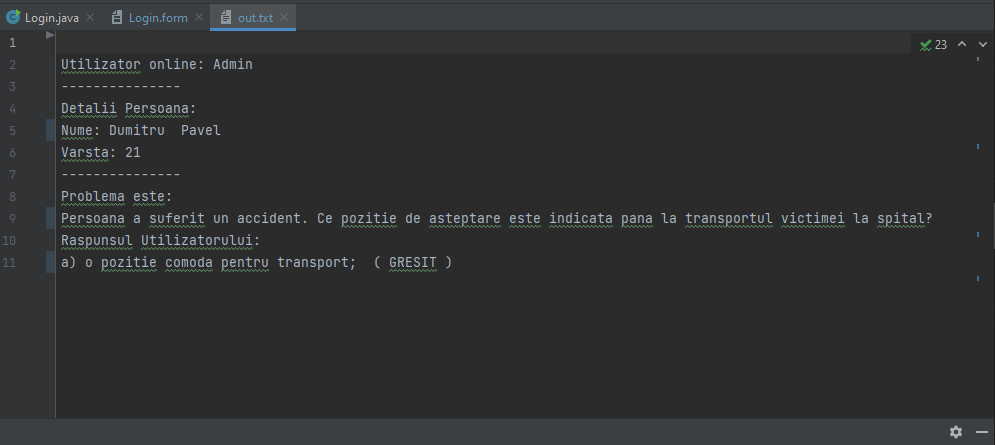 Login.java
Login.form
out.txt
23
1
2 Utilizator online: Admin
3 ---------------
4 Detalii Persoana:
5 Nume: Dumitru  Pavel
6 Varsta: 21
7 ---------------
8 Problema este:
9 Persoana a suferit un accident. Ce pozitie de asteptare este indicata pana la transportul victimei la spital?
10 Raspunsul Utilizatorului:
11 a) o pozitie comoda pentru transport;  ( GRESIT )